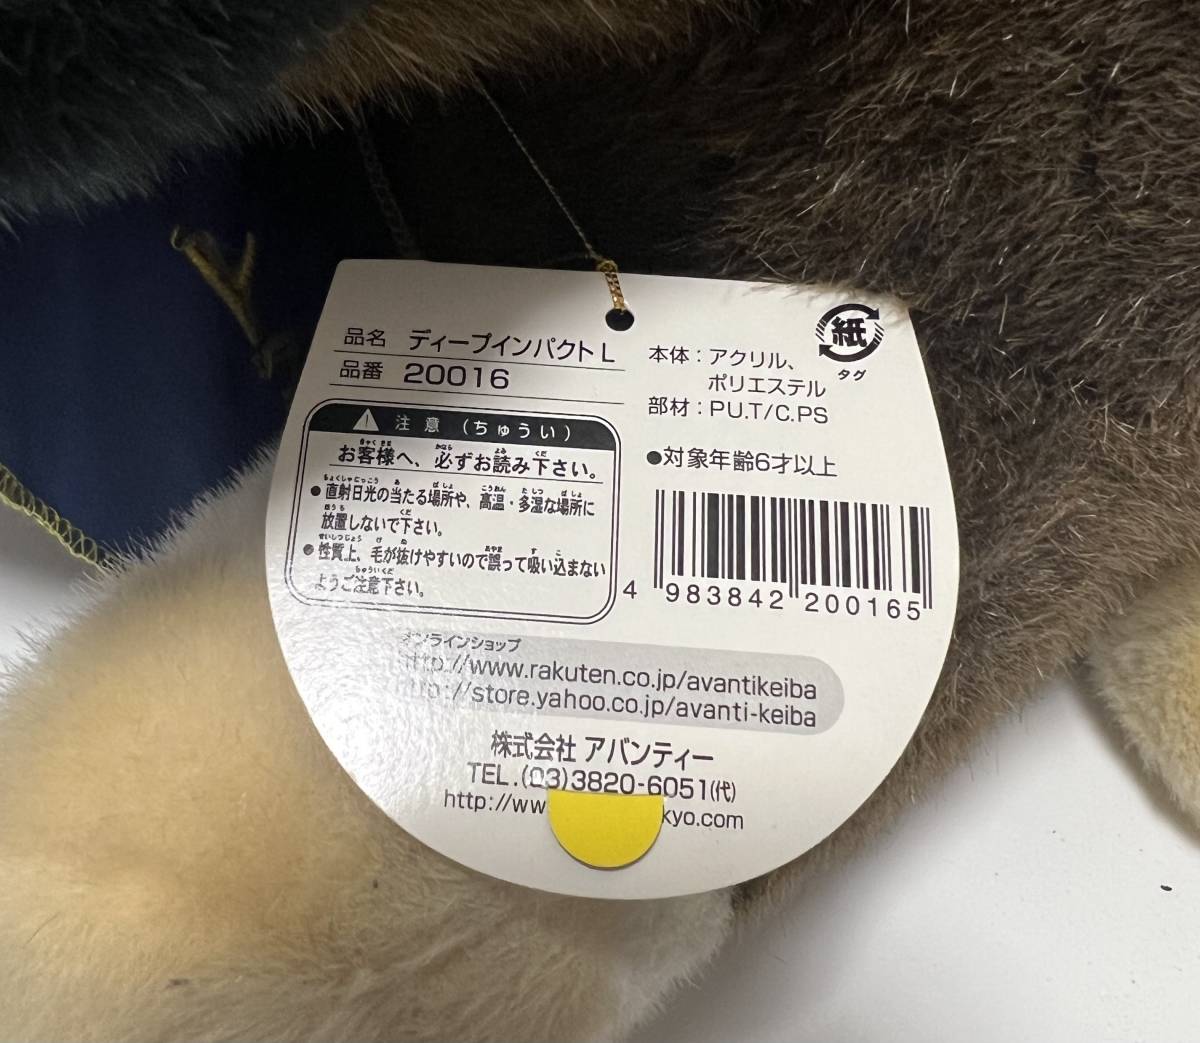 品名 ディープインパクトL
品番 20016
本体：アクリル、
ポリエステル
部材：PU.T/C.PS
紙
タグ
注意（ちゅうい）
お客様へ、必ずお読み下さい。
●直射日光の当たる場所や、高温・多湿な場所に
放置しないで下さい。
●性質上、毛が抜けやすいので誤って吸い込まない
ようご注意下さい。
●対象年齢6才以上
4 983842 200165
オンラインショップ
http://www.rakuten.co.jp/avantikeiba
http://store.yahoo.co.jp/avanti-keiba
株式会社 アバンティー
TEL.(03)3820-6051(代)
http://ww kyo.com